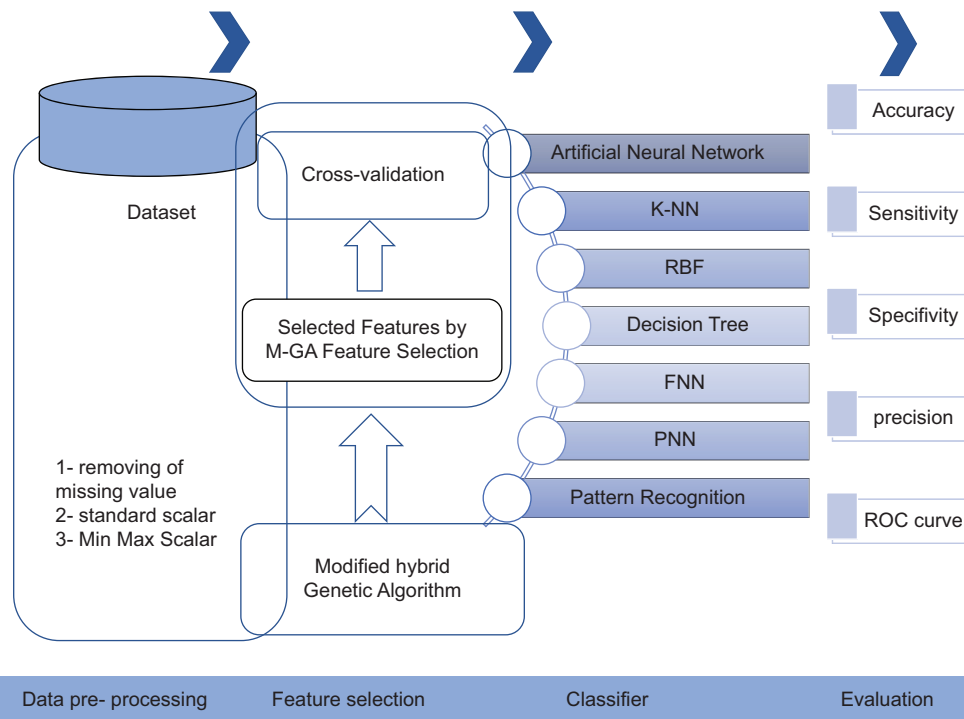 Dataset
1- removing of
missing value
2- standard scalar
3- Min Max Scalar
Cross-validation
Selected Features by
M-GA Feature Selection
Modified hybrid
Genetic Algorithm
Artificial Neural Network
K-NN
RBF
Decision Tree
FNN
PNN
Pattern Recognition
Accuracy
Sensitivity
Specifivity
precision
ROC curve
Data pre- processing
Feature selection
Classifier
Evaluation